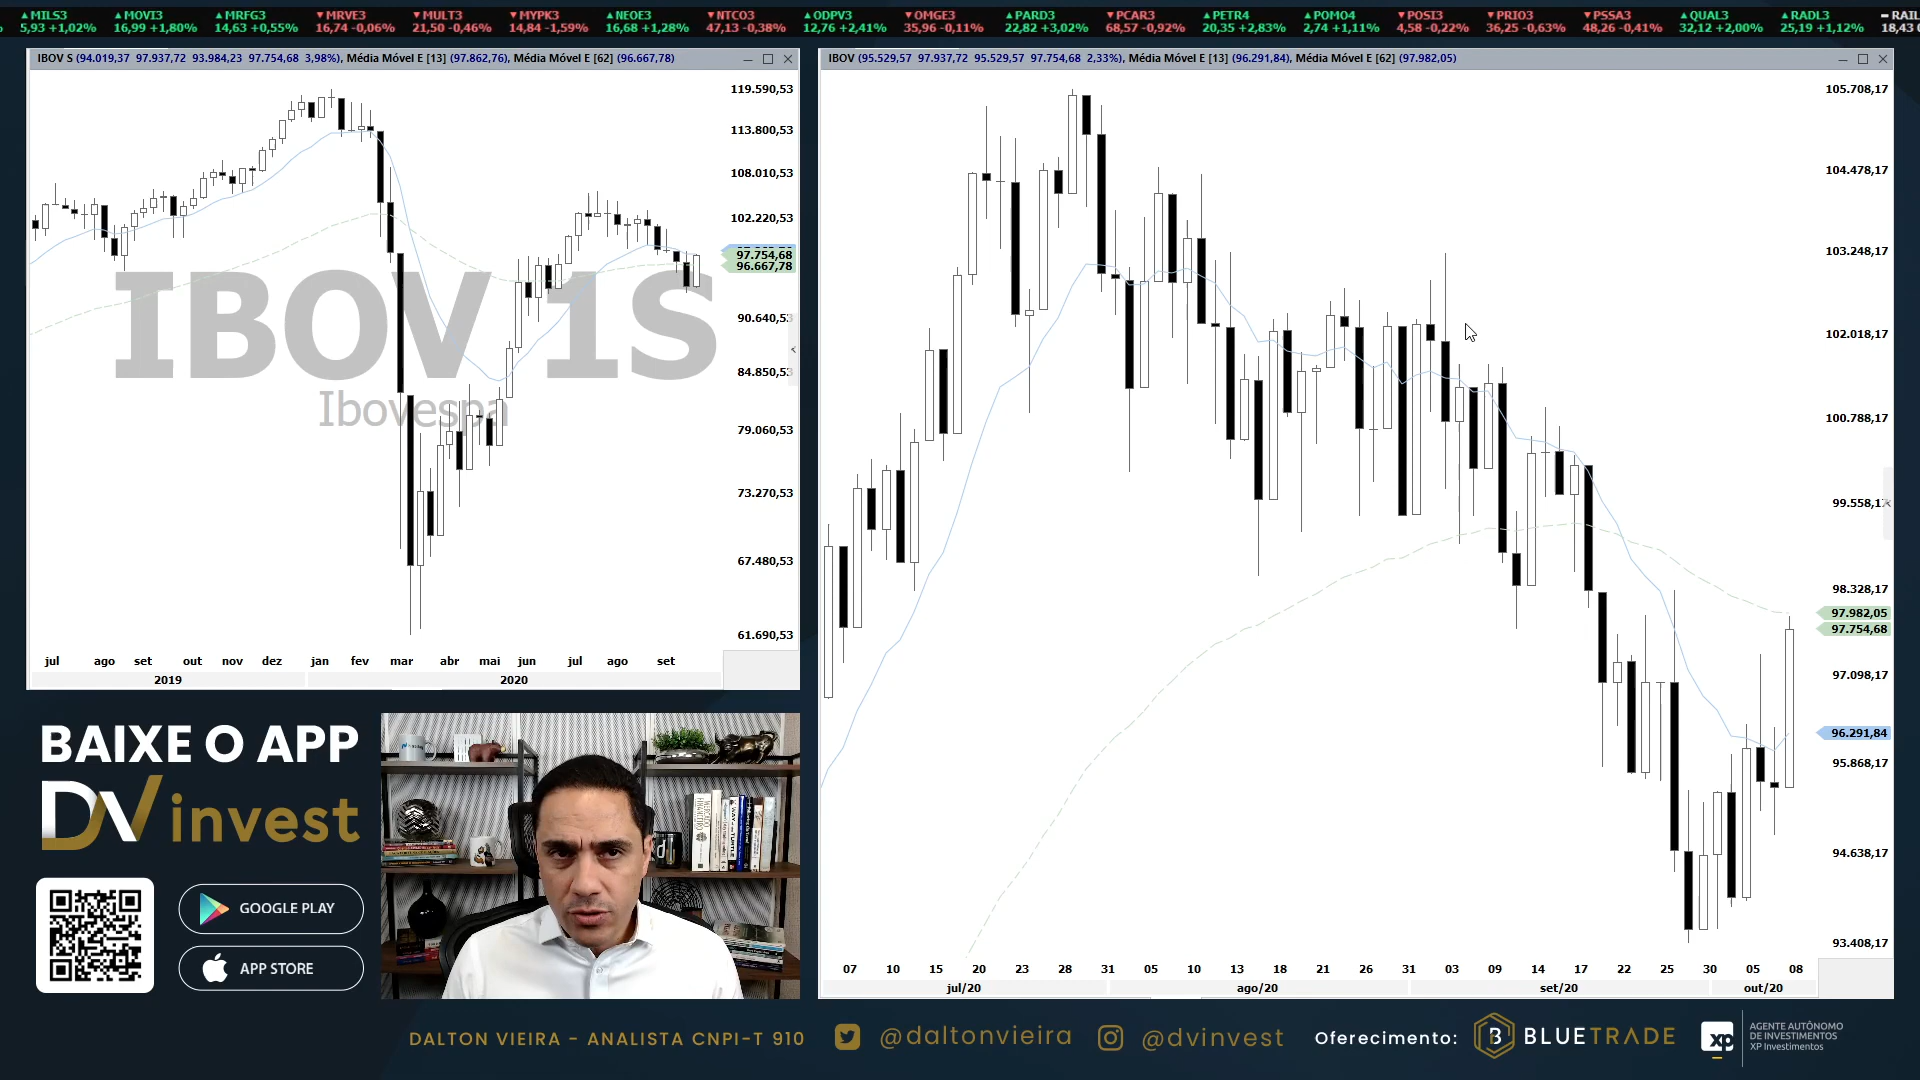 ▲MILS3 ▲MOVI3 ▲MRFG3 ▼MRVE3 ▼MULT3 ▼MYPK3 ▲NEOE3 ▼NTCO3 ▲ODPV3 ▼OMGE3 ▲PARD3 ▼PCAR3 ▲PETR4 ▲POMO4 ▼POSI3 ▼PRIO3 ▼PSSA3 ▲QUAL3 ▲RADL3 ━RAIL
5,93 +1,02% 16,99 +1,80% 14,63 +0,55% 16,74 -0,06% 21,50 -0,46% 14,84 -1,59% 16,68 +1,28% 47,13 -0,38% 12,76 +2,41% 35,96 -0,11% 22,82 +3,02% 68,57 -0,92% 20,35 +2,83% 2,74 +1,11% 4,58 -0,22% 36,25 -0,63% 48,26 -0,41% 32,12 +2,00% 25,19 +1,12% 18,43
IBOV S (94.019,37 97.937,72 93.984,23 97.754,68 3,98%), Média Móvel E [13] (97.862,76), Média Móvel E [62] (96.667,78)
119.590,53
113.800,53
108.010,53
102.220,53
97.754,68
96.667,78
90.640,53
84.850,53
79.060,53
73.270,53
67.480,53
61.690,53
IBOV 1S
Ibovespa
jul ago set out nov dez jan fev mar abr mai jun jul ago set
2019 2020
IBOV (95.529,57 97.937,72 95.529,57 97.754,68 2,33%), Média Móvel E [13] (96.291,84), Média Móvel E [62] (97.982,05)
105.708,17
104.478,17
103.248,17
102.018,17
100.788,17
99.558,17
98.328,17
97.982,05
97.754,68
97.098,17
96.291,84
95.868,17
94.638,17
93.408,17
07 10 15 20 23 28 31 05 10 13 18 21 26 31 03 09 14 17 22 25 30 05 08
jul/20 ago/20 set/20 out/20
BAIXE O APP
DV invest
GOOGLE PLAY
APP STORE
DALTON VIEIRA - ANALISTA CNPI-T 910 @daltonvieira @dvinvest Oferecimento: B BLUETRADE xp
AGENTE AUTÔNOMO
DE INVESTIMENTOS
XP Investimentos